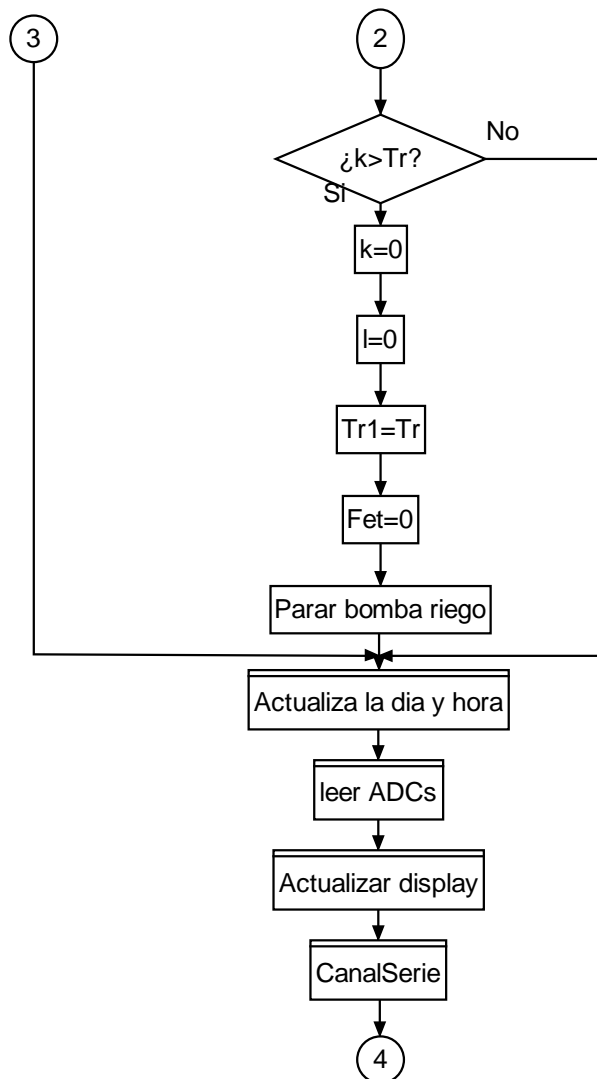 3
2
¿k>Tr?
No
Si
k=0
l=0
Tr1=Tr
Fet=0
Parar bomba riego
Actualiza la dia y hora
leer ADCs
Actualizar display
CanalSerie
4